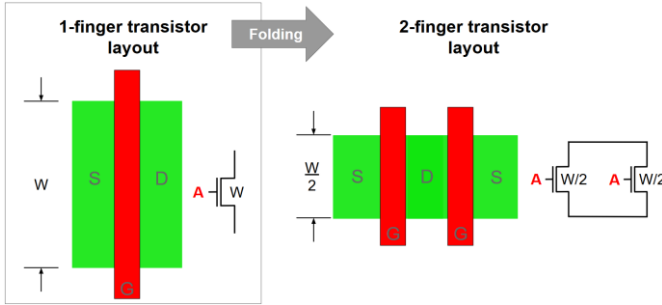 1-finger transistor
layout
Folding
2-finger transistor
layout
W
S
D
G
A
W
W
2
S
D
S
G
G
A
W/2
A
W/2